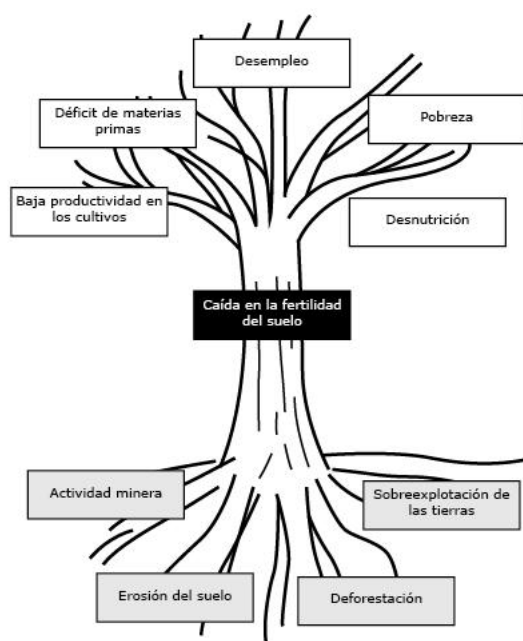 Desempleo
Déficit de materias
primas
Pobreza
Baja productividad en
los cultivos
Desnutrición
Caída en la fertilidad
del suelo
Actividad minera
Sobreexplotación de
las tierras
Erosión del suelo
Deforestación